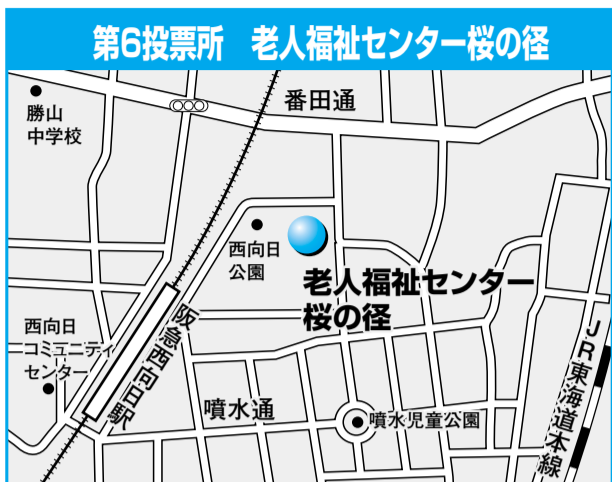 第6投票所　老人福祉センター桜の径
番田通
勝山
中学校
西向日
公園
老人福祉センター
桜の径
西向日
コミュニティ
センター
阪急西向日駅
噴水通
噴水児童公園
JR東海道本線